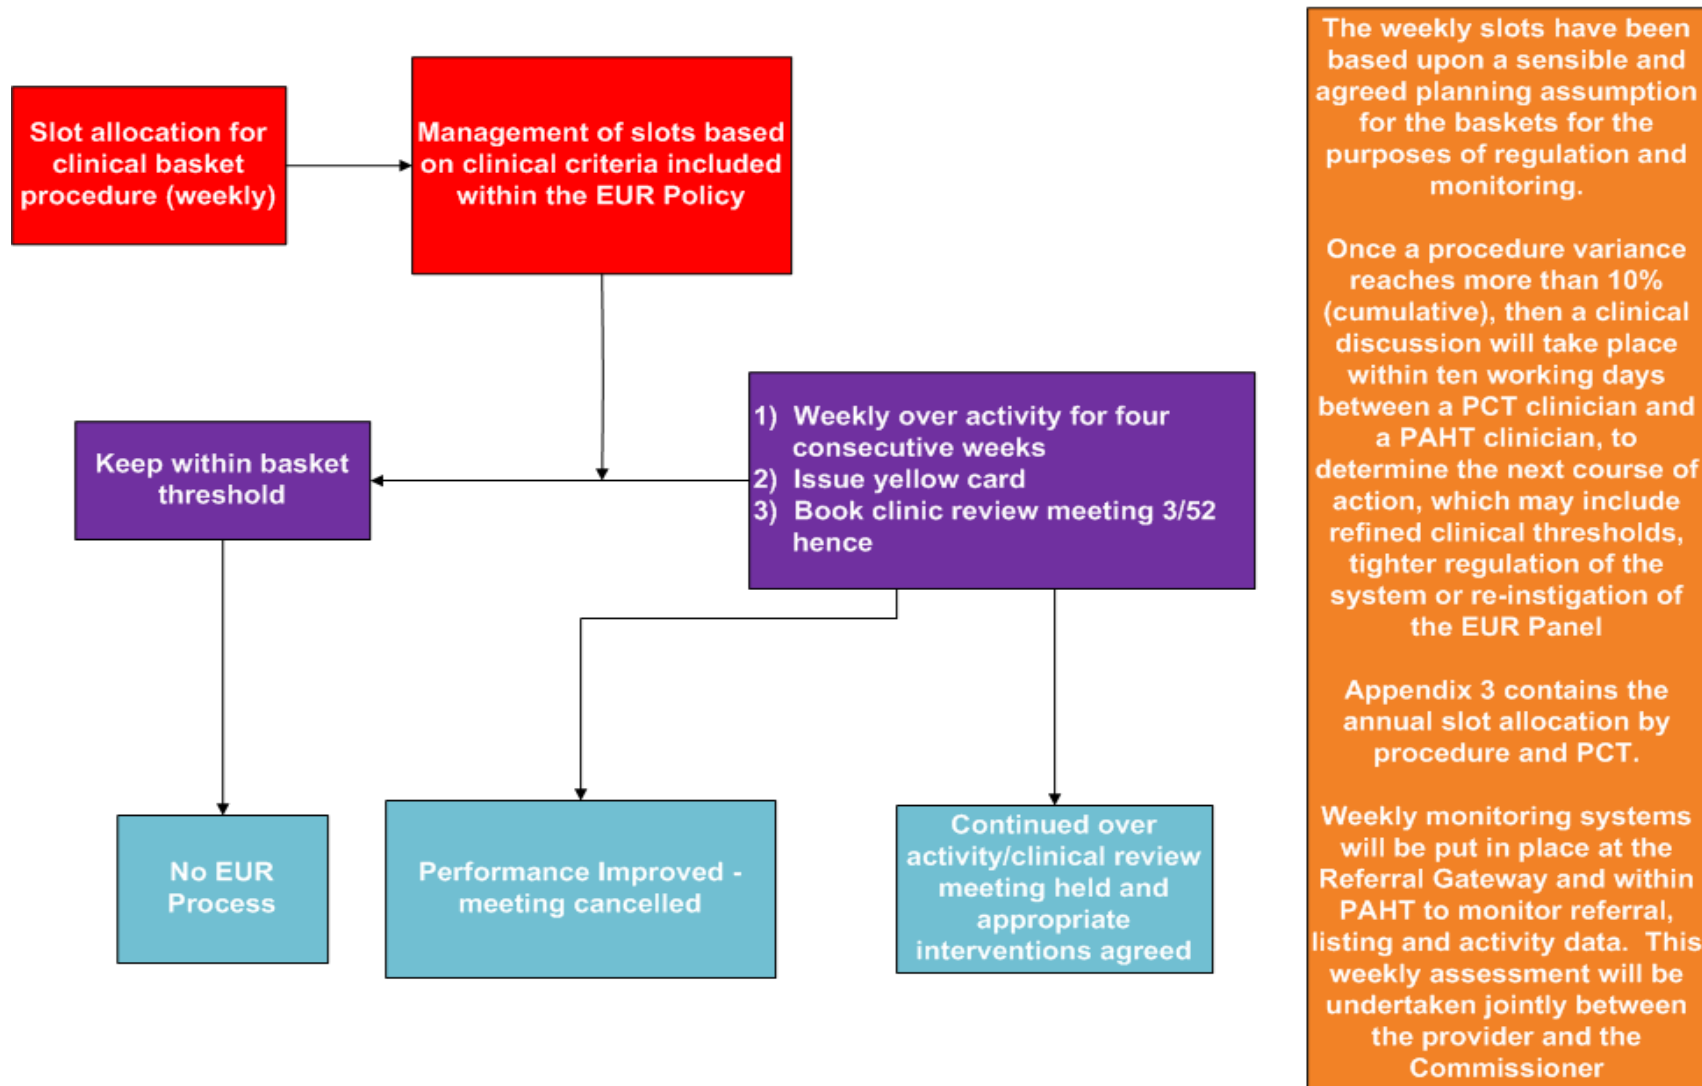 Slot allocation for
clinical basket
procedure (weekly)
Management of slots based
on clinical criteria included
within the EUR Policy
Keep within basket
threshold
1) Weekly over activity for four
consecutive weeks
2) Issue yellow card
3) Book clinic review meeting 3/52
hence
No EUR
Process
Performance Improved -
meeting cancelled
Continued over
activity/clinical review
meeting held and
appropriate
interventions agreed
The weekly slots have been
based upon a sensible and
agreed planning assumption
for the baskets for the
purposes of regulation and
monitoring.
Once a procedure variance
reaches more than 10%
(cumulative), then a clinical
discussion will take place
within ten working days
between a PCT clinician and
a PAHT clinician, to
determine the next course of
action, which may include
refined clinical thresholds,
tighter regulation of the
system or re-instigation of
the EUR Panel
Appendix 3 contains the
annual slot allocation by
procedure and PCT.
Weekly monitoring systems
will be put in place at the
Referral Gateway and within
PAHT to monitor referral,
listing and activity data.  This
weekly assessment will be
undertaken jointly between
the provider and the
Commissioner